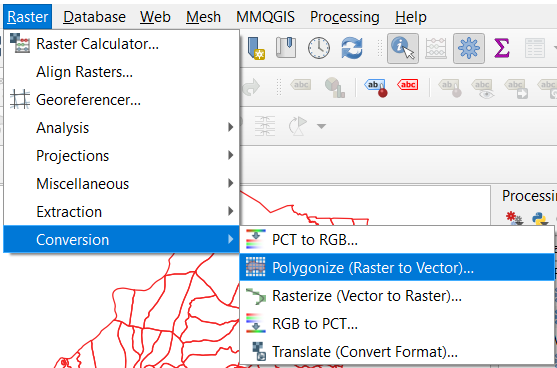 Raster Database Web Mesh MMQGIS Processing Help
Raster Calculator...
Align Rasters...
Georeferencer...
Analysis
Projections
Miscellaneous
Extraction
Conversion
abc abc abc abc abc abc
Processing
PCT to RGB...
Polygonize (Raster to Vector)...
Rasterize (Vector to Raster)...
RGB to PCT...
Translate (Convert Format)...